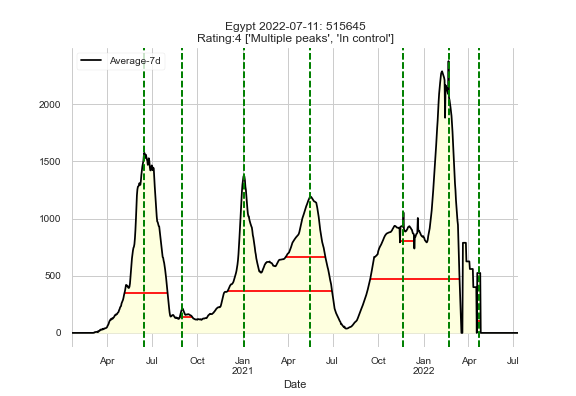 Egypt 2022-07-11: 515645
Rating:4 ['Multiple peaks', 'In control']
Average-7d
2000
1500
1000
500
0
Apr Jul Oct Jan Apr Jul Oct Jan Apr Jul
2021 2022
Date